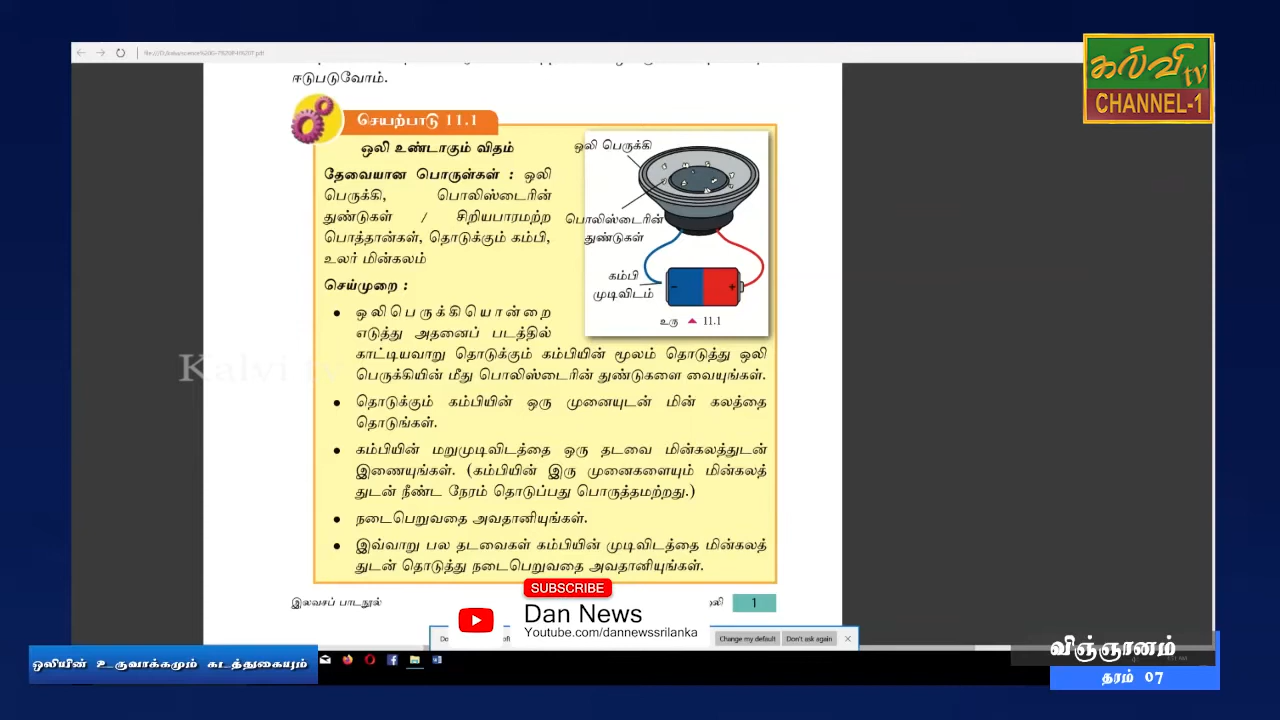 file:///D:/
ஈடுபடுவோம்.
செயற்பாடு 11.1
ஒலி உண்டாகும் விதம்
தேவையான பொருள்கள் : ஒலி
பெருக்கி, பொலிஸ்டைரின்
துண்டுகள் / சிறியபாரமற்ற
பொத்தான்கள், தொடுக்கும் கம்பி,
உலர் மின்கலம்
செய்முறை :
• ஒலிபெருக்கியொன்றை
எடுத்து அதனைப் படத்தில்
காட்டியவாறு தொடுக்கும் கம்பியின் மூலம் தொடுத்து ஒலி
பெருக்கியின் மீது பொலிஸ்டைரின் துண்டுகளை வையுங்கள்.
• தொடுக்கும் கம்பியின் ஒரு முனையுடன் மின் கலத்தை
தொடுங்கள்.
• கம்பியின் மறுமுடிவிடத்தை ஒரு தடவை மின்கலத்துடன்
இணையுங்கள். (கம்பியின் இரு முனைகளையும் மின்கலத்
துடன் நீண்ட நேரம் தொடுப்பது பொருத்தமற்றது.)
• நடைபெறுவதை அவதானியுங்கள்.
• இவ்வாறு பல தடவைகள் கம்பியின் முடிவிடத்தை மின்கலத்
துடன் தொடுத்து நடைபெறுவதை அவதானியுங்கள்.
ஒலி பெருக்கி
பொலிஸ்டைரின்
துண்டுகள்
கம்பி
முடிவிடம்
- +
உரு ▲ 11.1
இலவசப் பாடநூல்
1
கல்வி tv
CHANNEL-1
Kalvi tv
SUBSCRIBE
Dan News
Youtube.com/dannewssrilanka
Change my default
Don't ask again
ஒலியின் உருவாக்கமும் கடத்துகையும்
விஞ்ஞானம்
தரம் 07